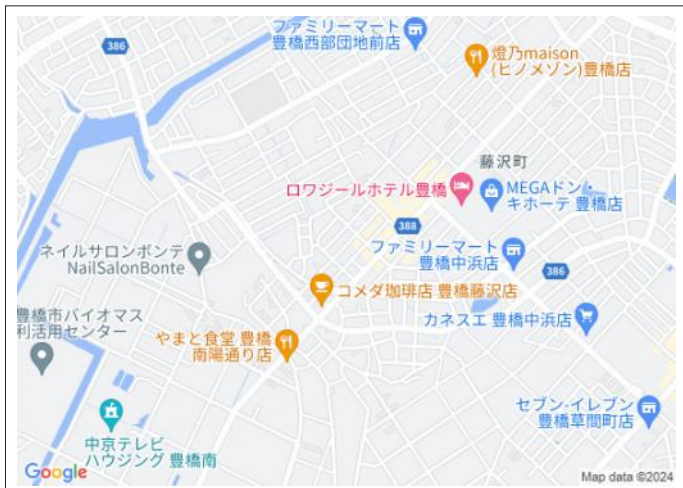 ファミリーマート
豊橋西部団地前店
386
燈乃maison
(ヒノメゾン)豊橋店
藤沢町
ロワジールホテル豊橋
MEGAドン・
キホーテ 豊橋店
388
ファミリーマート
豊橋中浜店
386
ネイルサロンボンテ
NailSalonBonte
コメダ珈琲店 豊橋藤沢店
豊橋市バイオマス
利活用センター
カネスエ 豊橋中浜店
やまと食堂 豊橋
南陽通り店
セブン-イレブン
豊橋草間町店
中京テレビ
ハウジング 豊橋南
Google
Map data ©2024